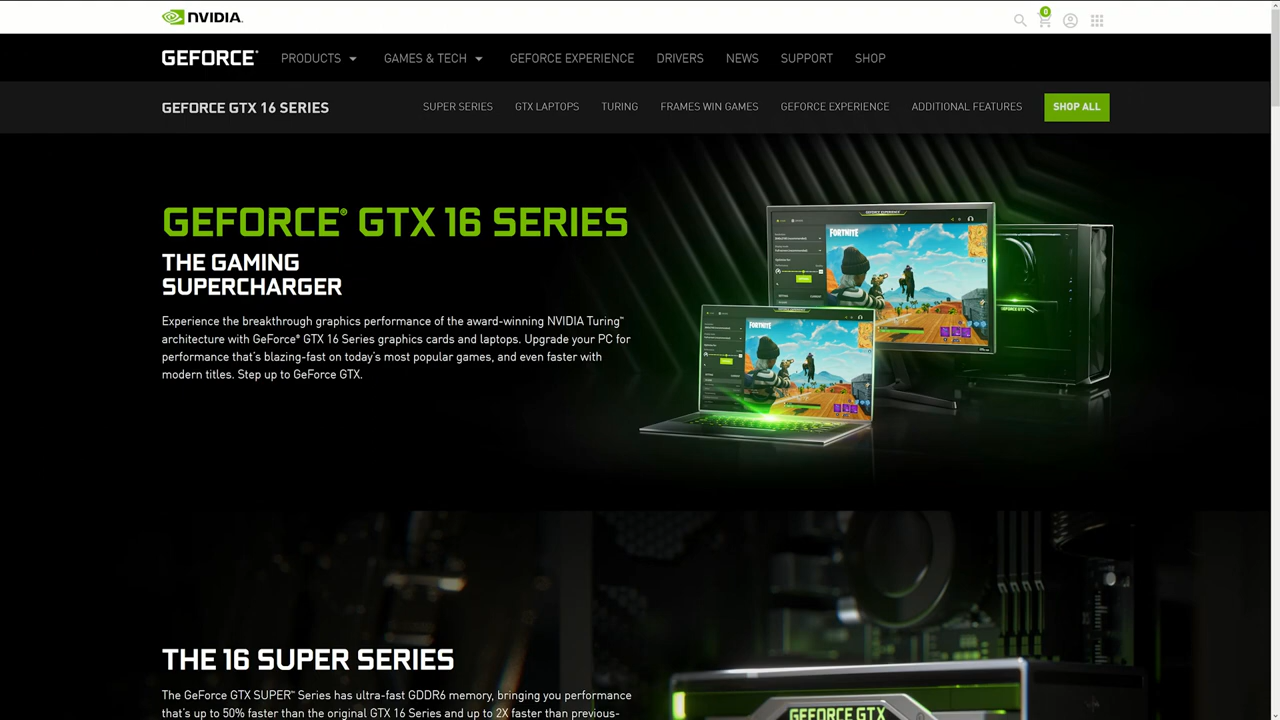 NVIDIA.
0
GEFORCE®
PRODUCTS
GAMES & TECH
GEFORCE EXPERIENCE
DRIVERS
NEWS
SUPPORT
SHOP
GEFORCE GTX 16 SERIES
SUPER SERIES
GTX LAPTOPS
TURING
FRAMES WIN GAMES
GEFORCE EXPERIENCE
ADDITIONAL FEATURES
SHOP ALL
GEFORCE® GTX 16 SERIES
THE GAMING
SUPERCHARGER
Experience the breakthrough graphics performance of the award-winning NVIDIA Turing™
architecture with GeForce® GTX 16 Series graphics cards and laptops. Upgrade your PC for
performance that's blazing-fast on today's most popular games, and even faster with
modern titles. Step up to GeForce GTX.
GEFORCE EXPERIENCE
FORTNITE
GEFORCE GTX
FORTNITE
THE 16 SUPER SERIES
The GeForce GTX SUPER™ Series has ultra-fast GDDR6 memory, bringing you performance
that's up to 50% faster than the original GTX 16 Series and up to 2X faster than previous-
GEFORCE GTX